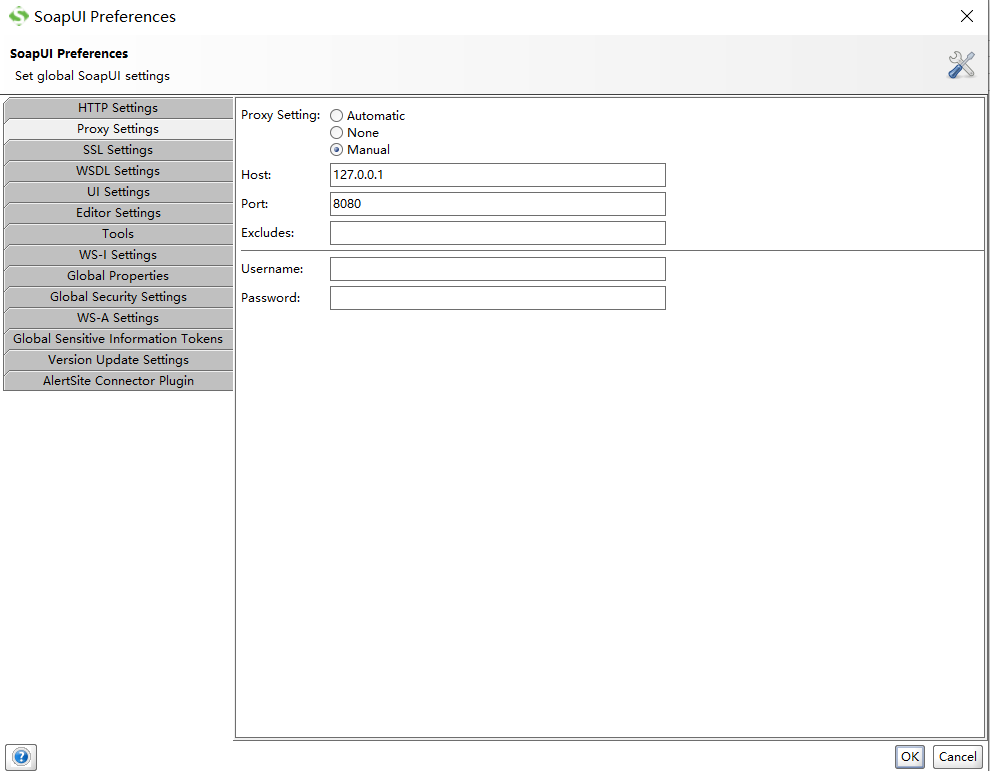 SoapUI Preferences
SoapUI Preferences
Set global SoapUI settings
HTTP Settings
Proxy Settings
SSL Settings
WSDL Settings
UI Settings
Editor Settings
Tools
WS-I Settings
Global Properties
Global Security Settings
WS-A Settings
Global Sensitive Information Tokens
Version Update Settings
AlertSite Connector Plugin
Proxy Setting: Automatic
None
Manual
Host: 127.0.0.1
Port: 8080
Excludes:
Username:
Password:
OK Cancel